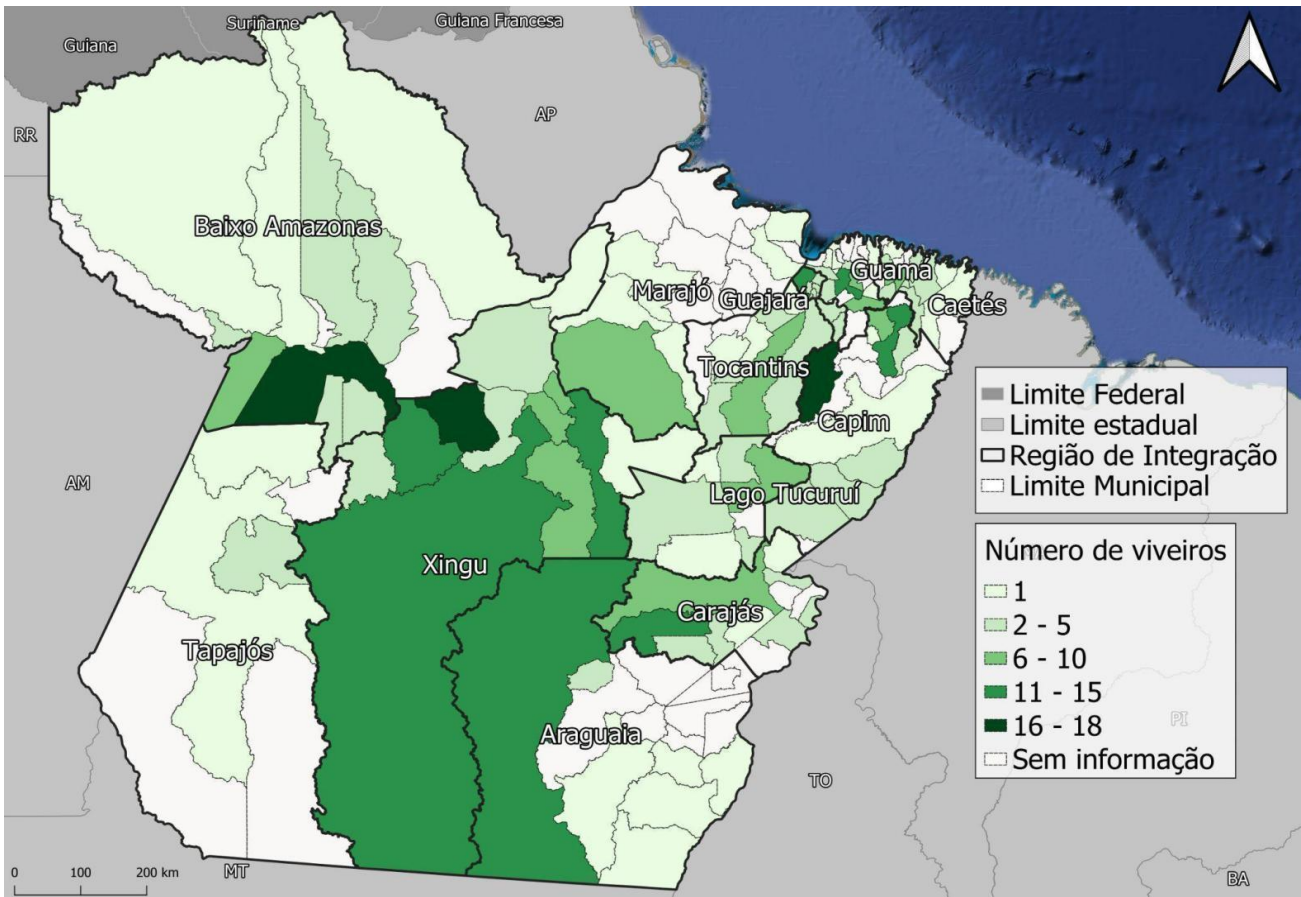 Suriname
Guiana Francesa
Guiana
AP
RR
Baixo Amazonas
Guamá
Marajó
Guajará
Caetés
Tocantins
Limite Federal
Limite estadual
Região de Integração
Limite Municipal
Capim
AM
Lago Tucuruí
Número de viveiros
1
2 - 5
6 - 10
11 - 15
16 - 18
Sem informação
Xingu
Carajás
Tapajós
Araguaia
PI
TO
MT
BA
0 100 200 km